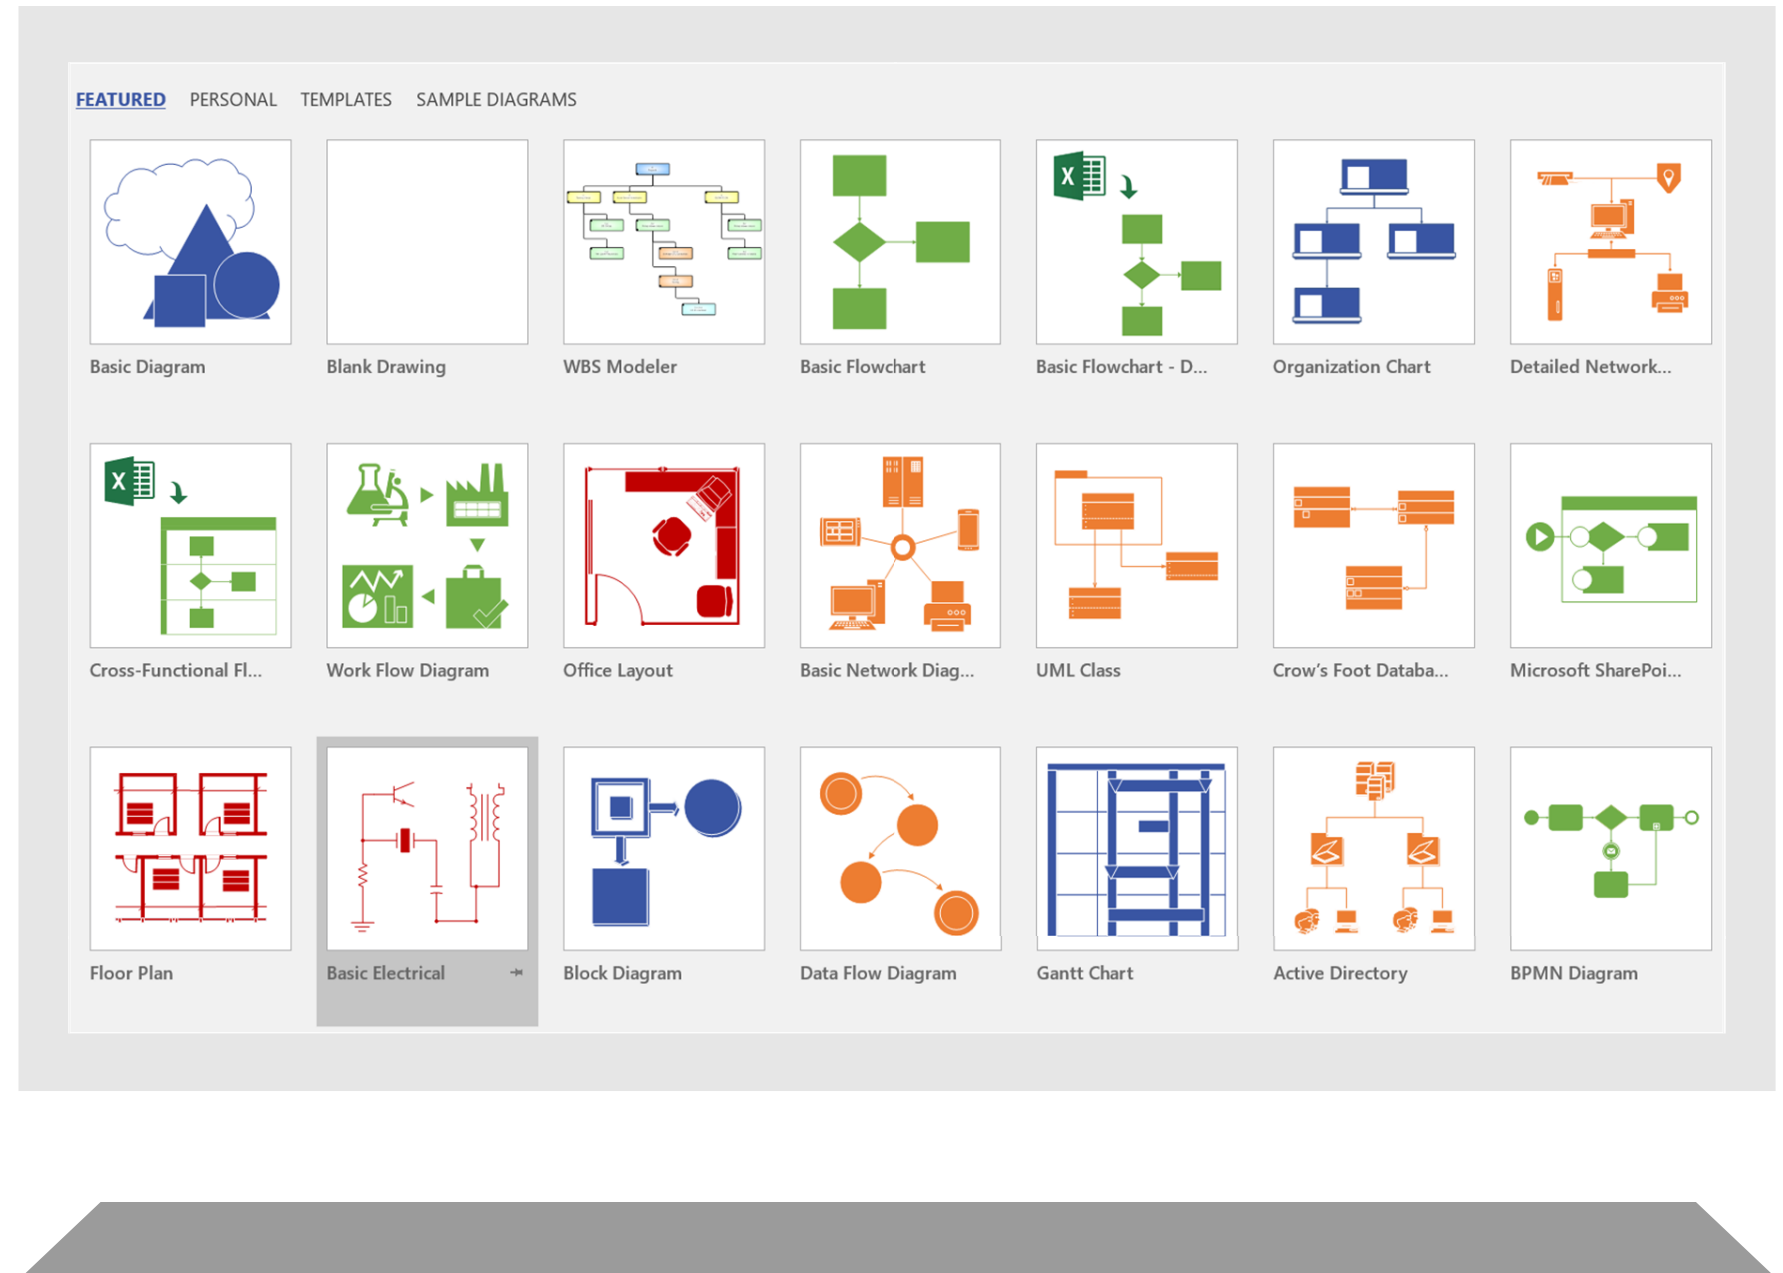 FEATURED PERSONAL TEMPLATES SAMPLE DIAGRAMS
Basic Diagram
Blank Drawing
WBS Modeler
Basic Flowchart
Basic Flowchart - D...
Organization Chart
Detailed Network...
Cross-Functional Fl...
Work Flow Diagram
Office Layout
Basic Network Diag...
UML Class
Crow's Foot Databa...
Microsoft SharePoi...
Floor Plan
Basic Electrical
Block Diagram
Data Flow Diagram
Gantt Chart
Active Directory
BPMN Diagram